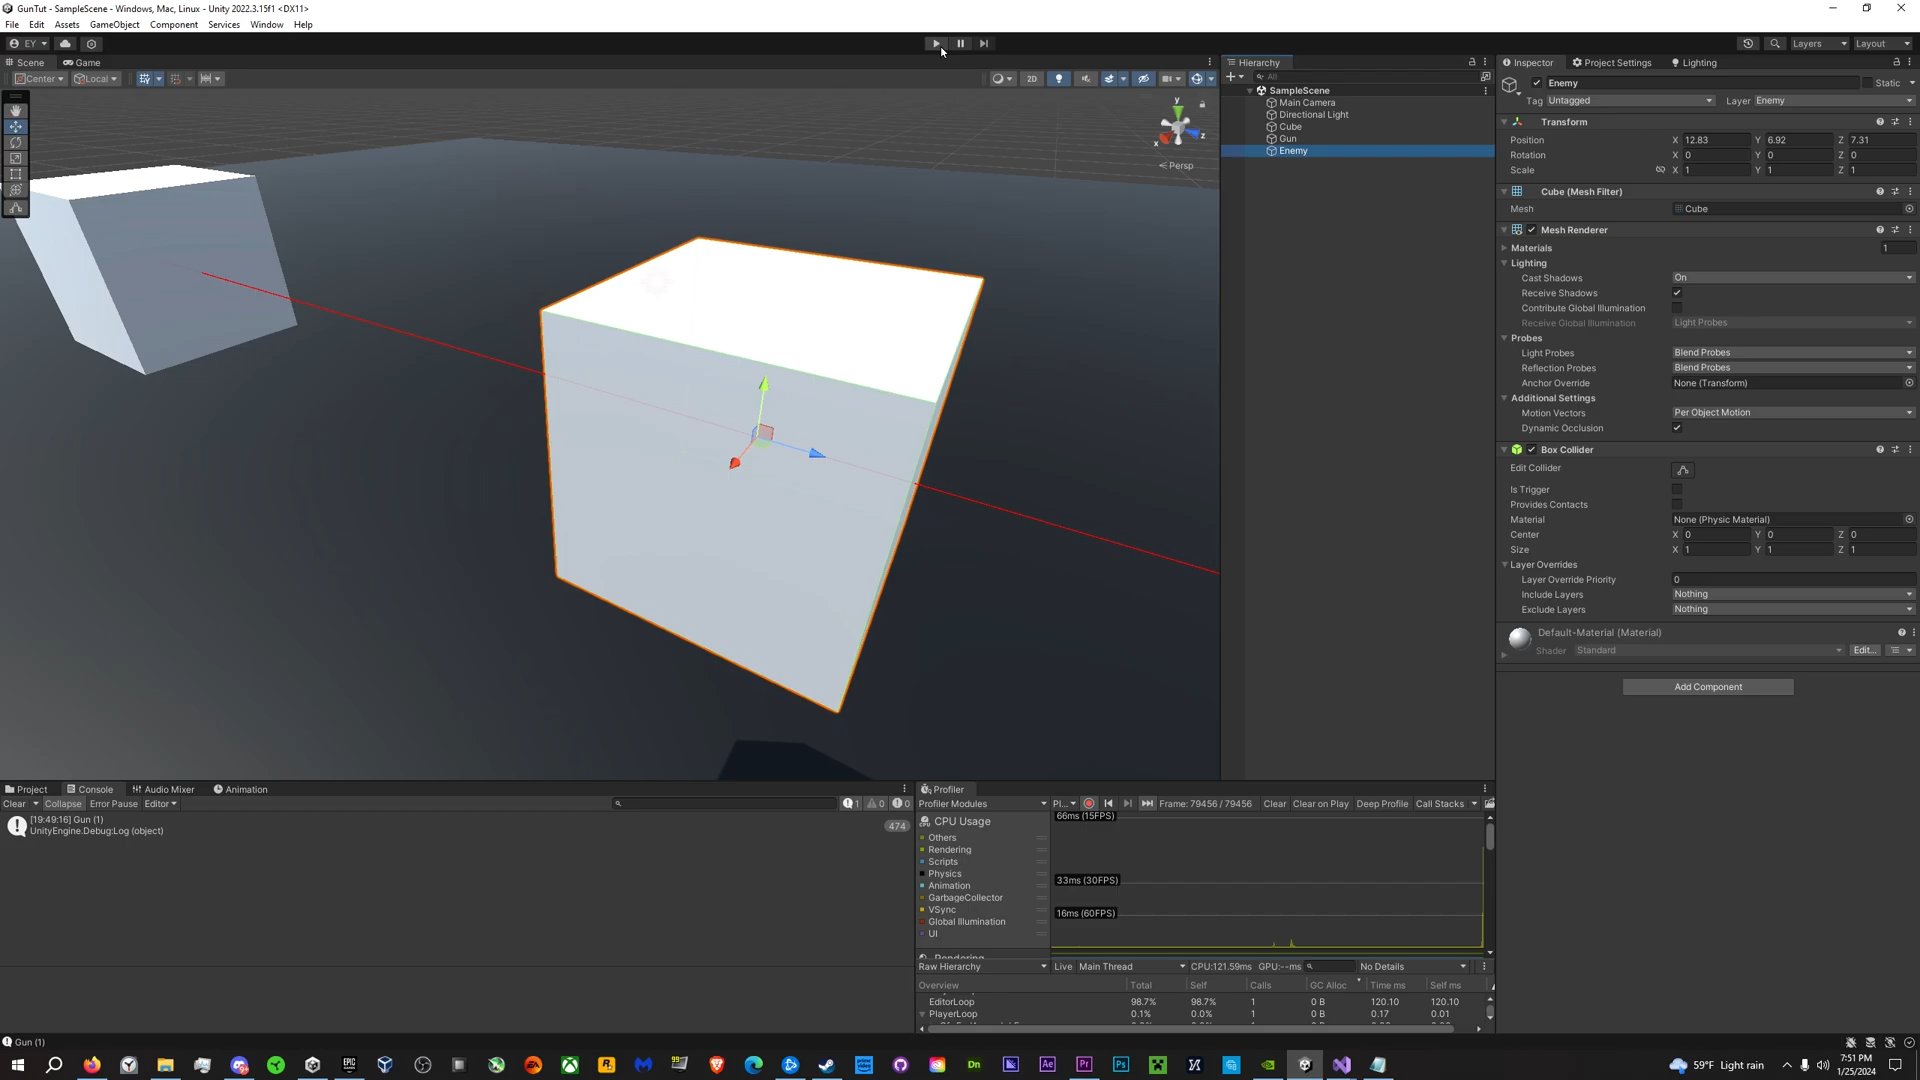 GunTut - SampleScene - Windows, Mac, Linux - Unity 2022.3.15f1 <DX11>
File Edit Assets GameObject Component Services Window Help
EY
Layers Layout
Scene Game
Center Local
2D
y
z
x
Persp
Hierarchy
All
SampleScene
Main Camera
Directional Light
Cube
Gun
Enemy
Inspector Project Settings Lighting
Enemy Static
Tag Untagged Layer Enemy
Transform
Position X 12.83 Y 6.92 Z 7.31
Rotation X 0 Y 0 Z 0
Scale X 1 Y 1 Z 1
Cube (Mesh Filter)
Mesh Cube
Mesh Renderer
Materials 1
Lighting
Cast Shadows On
Receive Shadows
Contribute Global Illumination
Receive Global Illumination Light Probes
Probes
Light Probes Blend Probes
Reflection Probes Blend Probes
Anchor Override None (Transform)
Additional Settings
Motion Vectors Per Object Motion
Dynamic Occlusion
Box Collider
Edit Collider
Is Trigger
Provides Contacts
Material None (Physic Material)
Center X 0 Y 0 Z 0
Size X 1 Y 1 Z 1
Layer Overrides
Layer Override Priority 0
Include Layers Nothing
Exclude Layers Nothing
Default-Material (Material)
Shader Standard Edit...
Add Component
Project Console Audio Mixer Animation
Clear Collapse Error Pause Editor 1 0 0
[19:49:16] Gun (1)
UnityEngine.Debug:Log (object)
474
Profiler
Profiler Modules Pl... Frame: 79456 / 79456 Clear Clear on Play Deep Profile Call Stacks
CPU Usage
Others
Rendering
Scripts
Physics
Animation
GarbageCollector
VSync
Global Illumination
UI
Rendering
66ms (15FPS)
33ms (30FPS)
16ms (60FPS)
Raw Hierarchy Live Main Thread CPU:121.59ms GPU:--ms No Details
Overview Total Self Calls GC Alloc Time ms Self ms
EditorLoop 98.7% 98.7% 1 0 B 120.10 120.10
PlayerLoop 0.1% 0.0% 1 0 B 0.17 0.01
Gun (1)
59°F Light rain
7:51 PM
1/25/2024